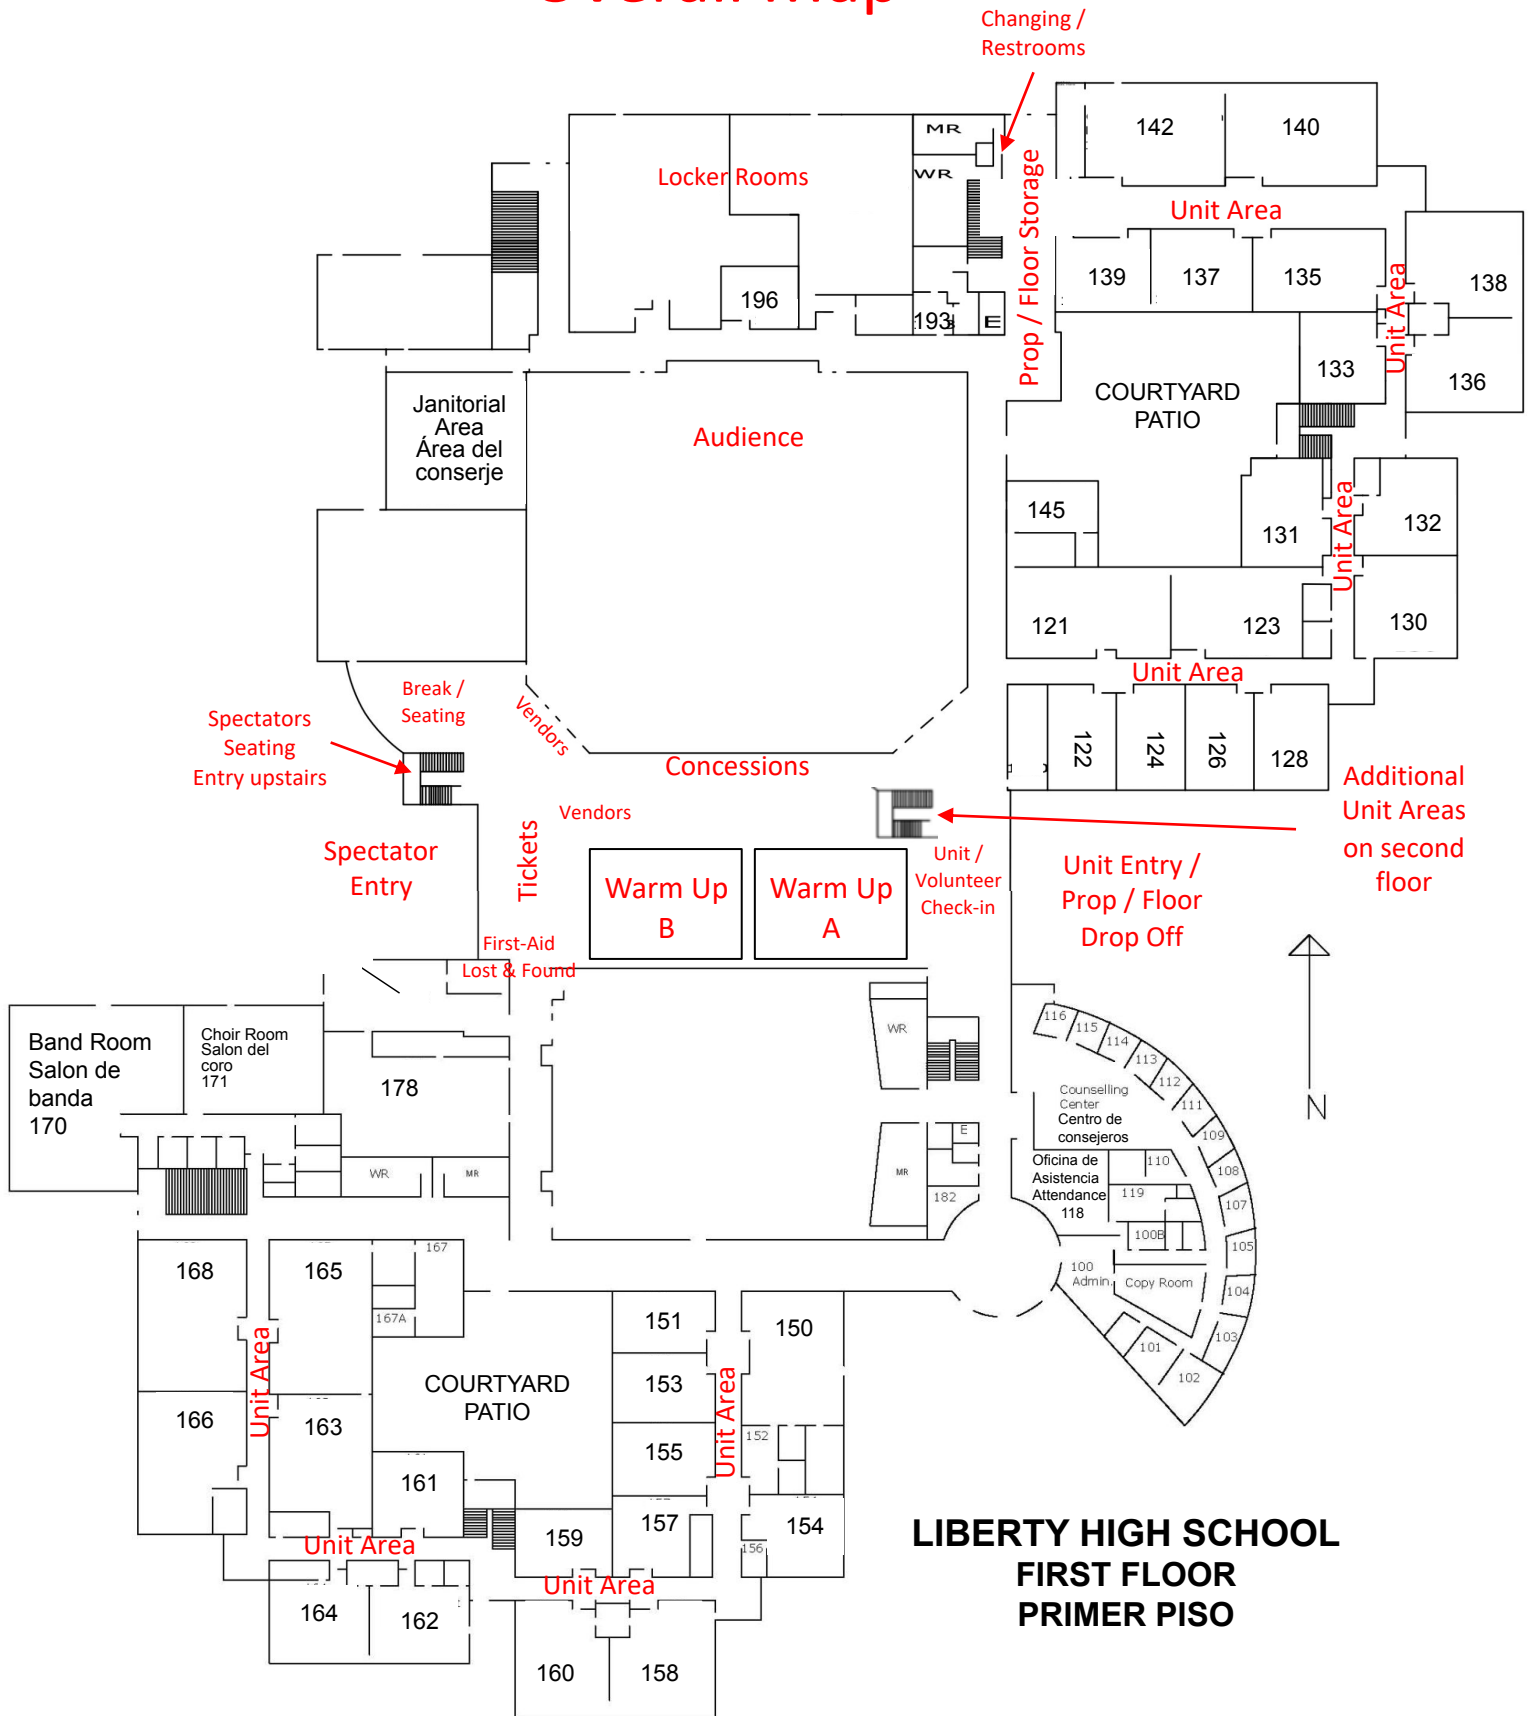 Overall Map
Changing /
Restrooms
MR
142
140
Locker Rooms
WR
Prop / Floor Storage
Unit Area
139
137
135
138
196
193
E
Unit Area
133
136
COURTYARD
PATIO
Janitorial
Area
Área del
conserje
Audience
145
131
Unit Area
132
121
123
130
Unit Area
Break /
Seating
Vendors
Spectators
Seating
Entry upstairs
Concessions
122
124
126
128
Additional
Unit Areas
on second
floor
Vendors
Tickets
Spectator
Entry
Warm Up
B
Warm Up
A
Unit /
Volunteer
Check-in
Unit Entry /
Prop / Floor
Drop Off
First-Aid
Lost & Found
N
Band Room
Salon de
banda
170
Choir Room
Salon del
coro
171
178
WR
MR
WR
MR
E
182
116
115
114
113
112
111
109
108
107
105
104
103
102
101
Counselling
Center
Centro de
consejeros
Oficina de
Asistencia
Attendance
118
110
119
100B
100
Admin.
Copy Room
168
165
167
167A
Unit Area
166
163
161
COURTYARD
PATIO
151
150
153
Unit Area
155
152
157
154
156
159
Unit Area
Unit Area
164
162
160
158
LIBERTY HIGH SCHOOL
FIRST FLOOR
PRIMER PISO